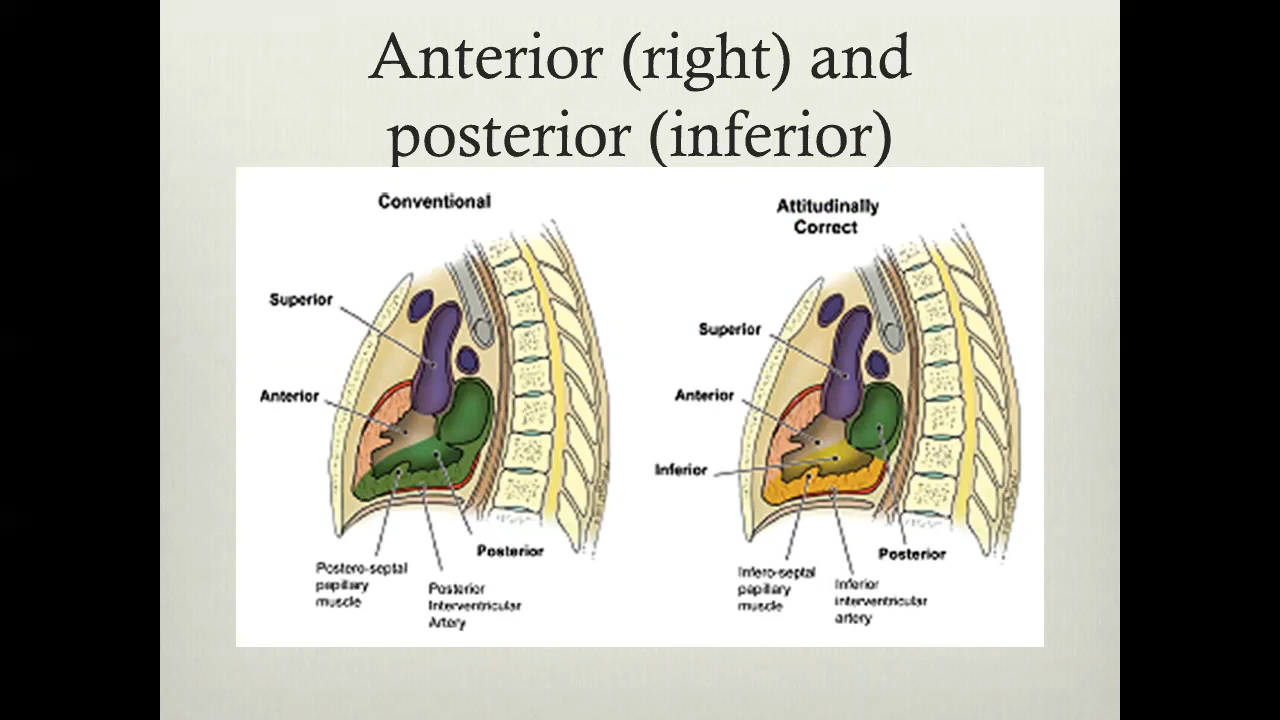 Anterior (right) and
posterior (inferior)
Conventional
Superior
Anterior
Posterior
Postero-septal
papillary
muscle
Posterior
Interventricular
Artery
Attitudinally
Correct
Superior
Anterior
Inferior
Posterior
Infero-septal
papillary
muscle
Inferior
interventricular
artery